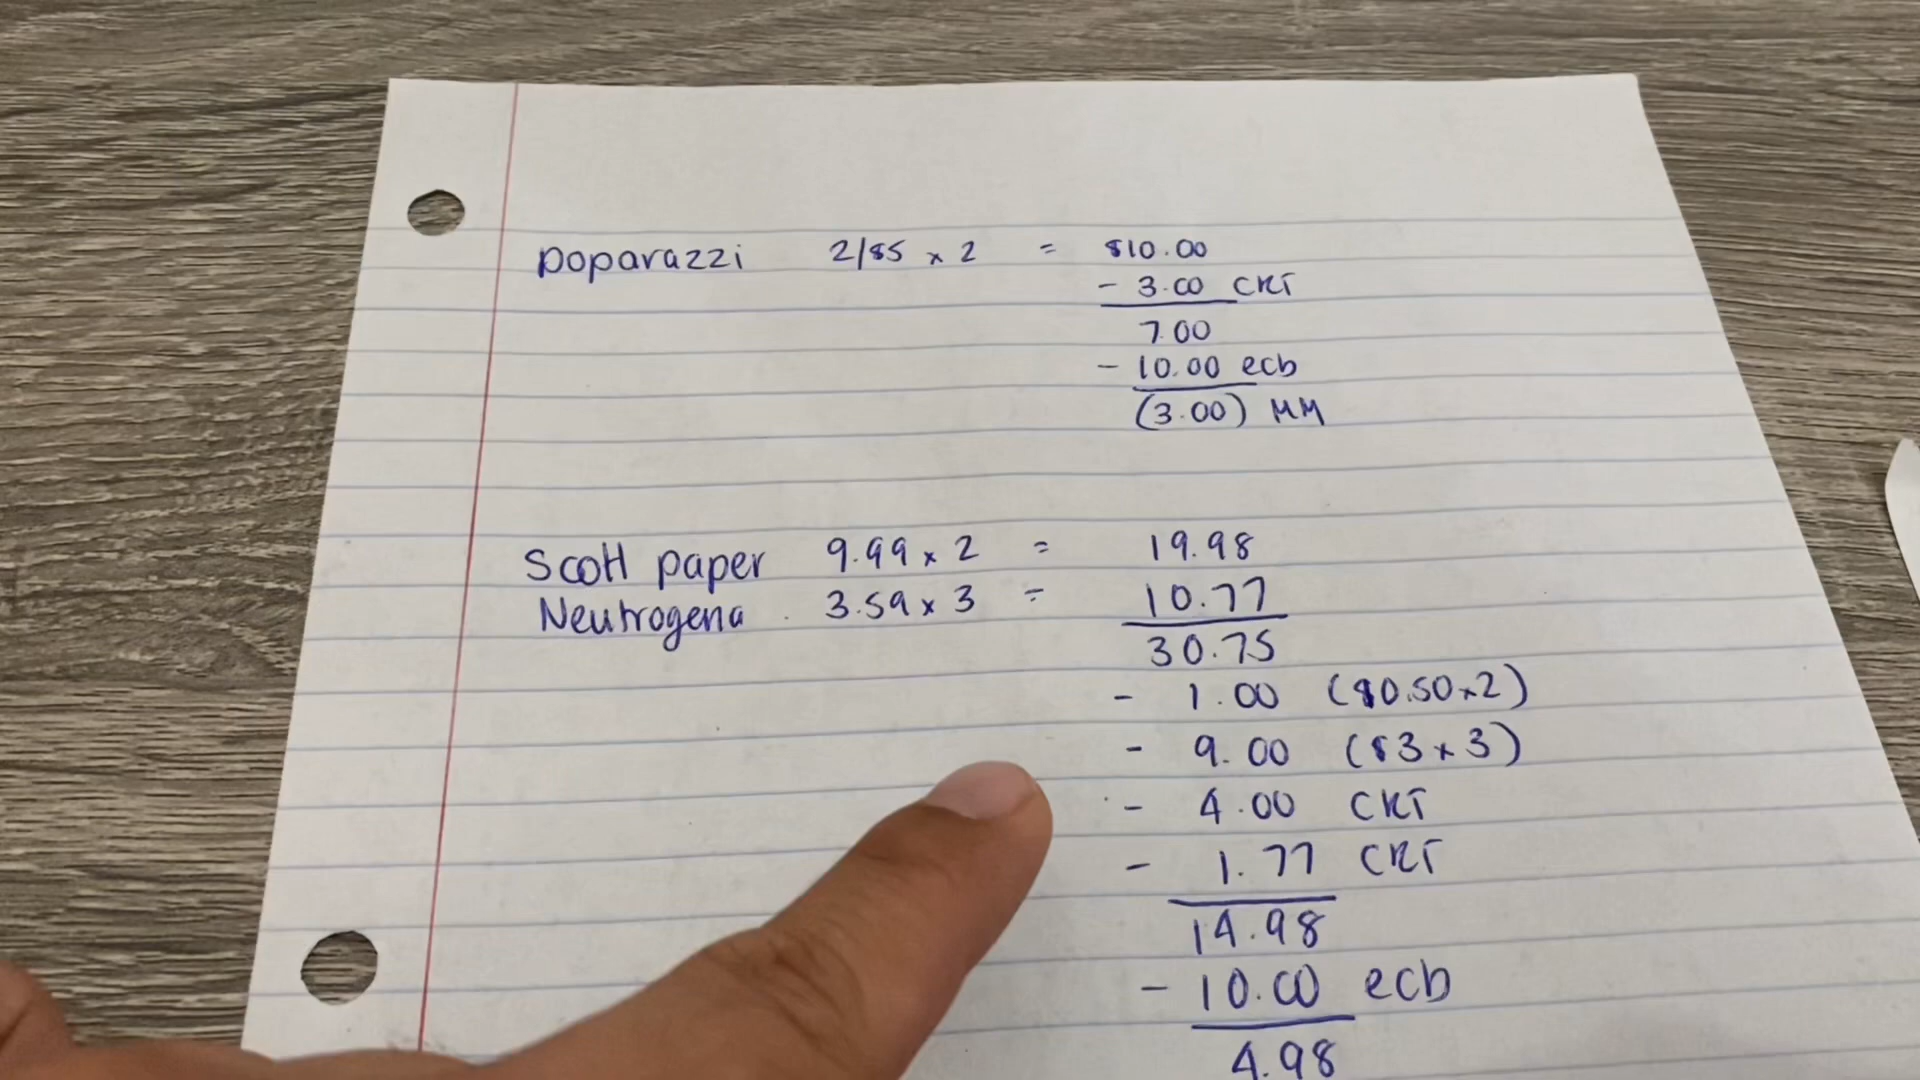 poparazzi 2/$5 x 2 = $10.00
- 3.00 CRT
7.00
- 10.00 ecb
(3.00) MM
Scott paper 9.99 x 2 = 19.98
Neutrogena 3.59 x 3 = 10.77
30.75
- 1.00 ($0.50x2)
- 9.00 ($3 x 3)
- 4.00 CRT
- 1.77 CRT
14.98
- 10.00 ecb
4.98